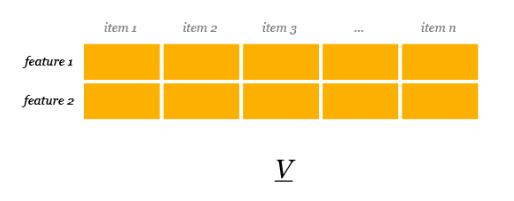 item 1 item 2 item 3 ... item n
feature 1
feature 2
V